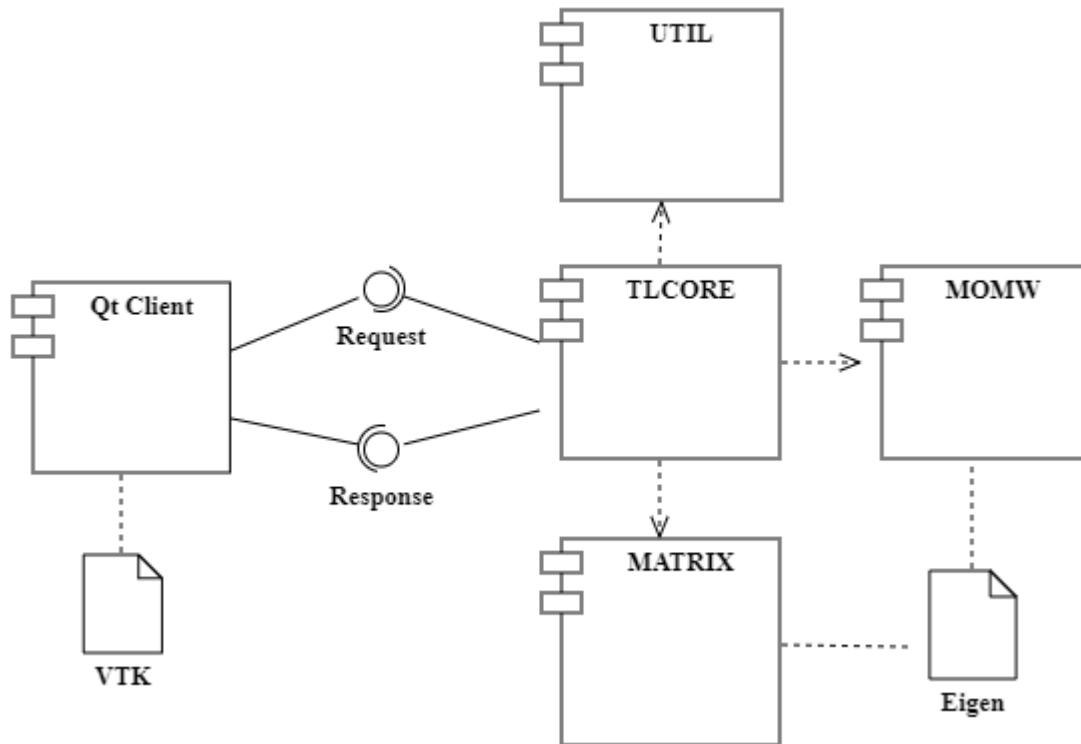 UTIL
Qt Client
Request
TLCORE
MOMW
Response
MATRIX
VTK
Eigen